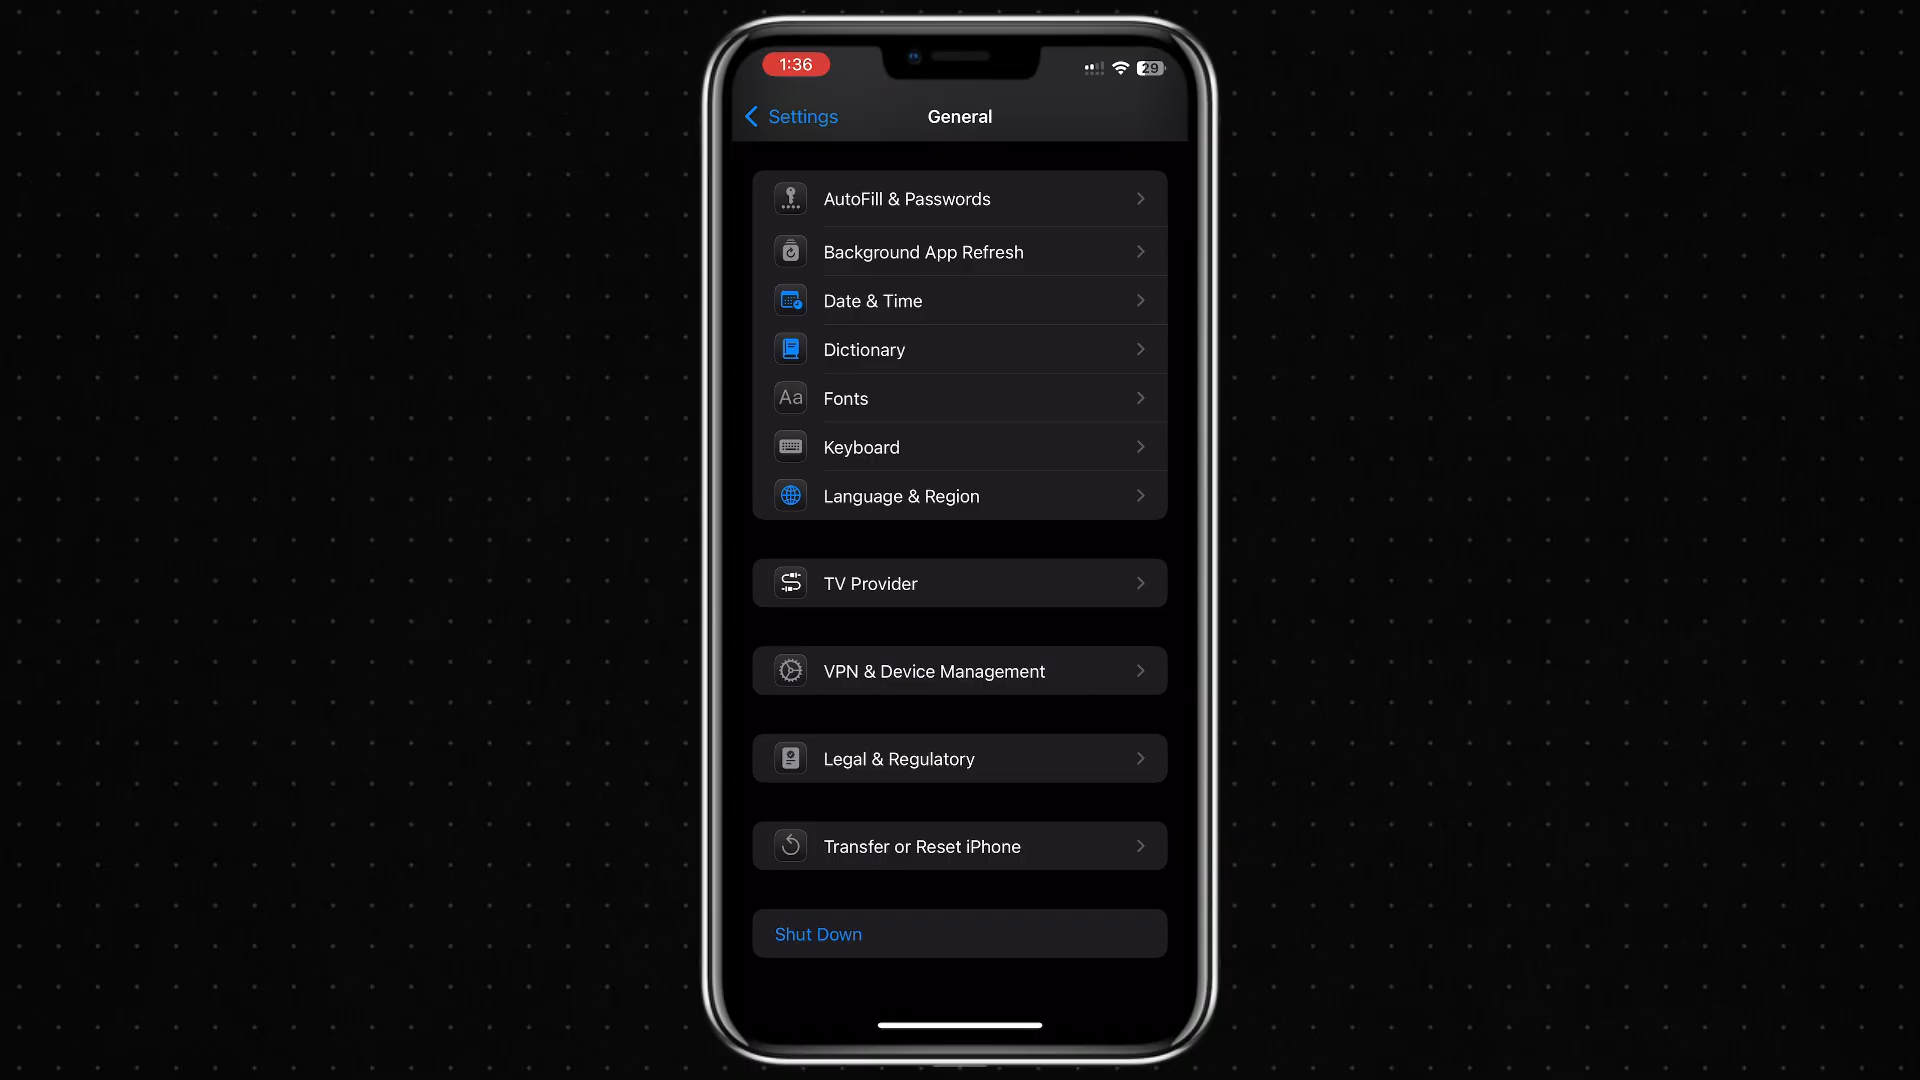 1:36
29
Settings
General
AutoFill & Passwords
Background App Refresh
Date & Time
Dictionary
Aa
Fonts
Keyboard
Language & Region
TV Provider
VPN & Device Management
Legal & Regulatory
Transfer or Reset iPhone
Shut Down